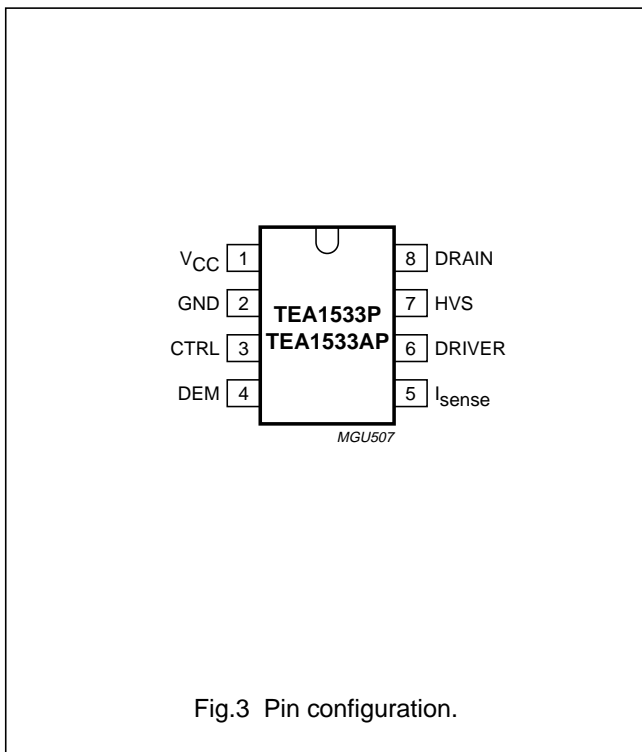 VCC 1 8 DRAIN
GND 2 7 HVS
TEA1533P
CTRL 3 TEA1533AP 6 DRIVER
DEM 4 5 Isense
MGU507
Fig.3 Pin configuration.